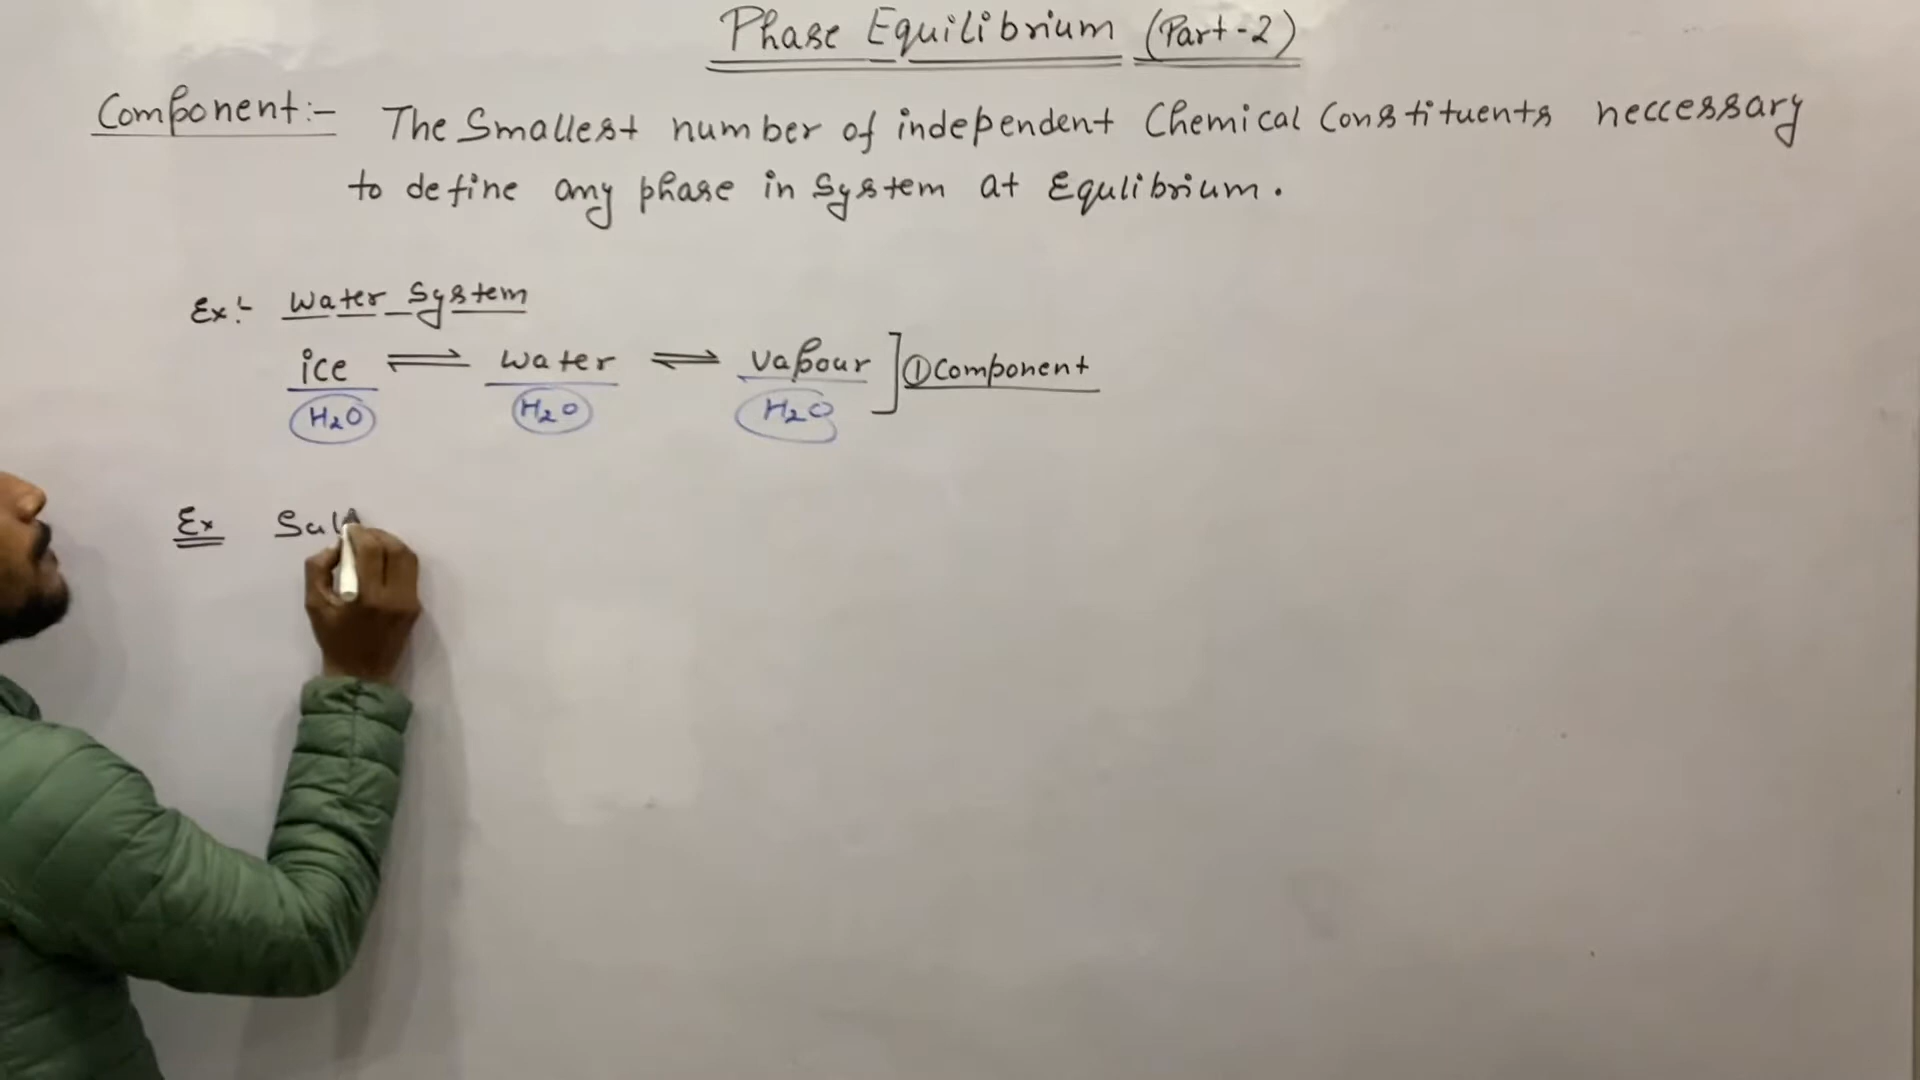 Phase Equilibrium (Part-2)
Component:- The Smallest number of independent Chemical Constituents neccessary
to define any phase in System at Equlibrium.
Ex:- Water System
ice ⇌ water ⇌ vapour ] ① Component
H₂O H₂O H₂O
Ex